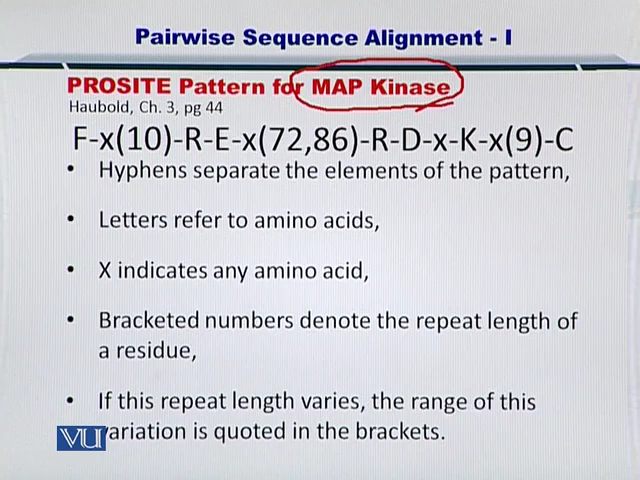 Pairwise Sequence Alignment - I
PROSITE Pattern for MAP Kinase
Haubold, Ch. 3, pg 44
F-x(10)-R-E-x(72,86)-R-D-x-K-x(9)-C
• Hyphens separate the elements of the pattern,
• Letters refer to amino acids,
• X indicates any amino acid,
• Bracketed numbers denote the repeat length of
a residue,
• If this repeat length varies, the range of this
variation is quoted in the brackets.
VU